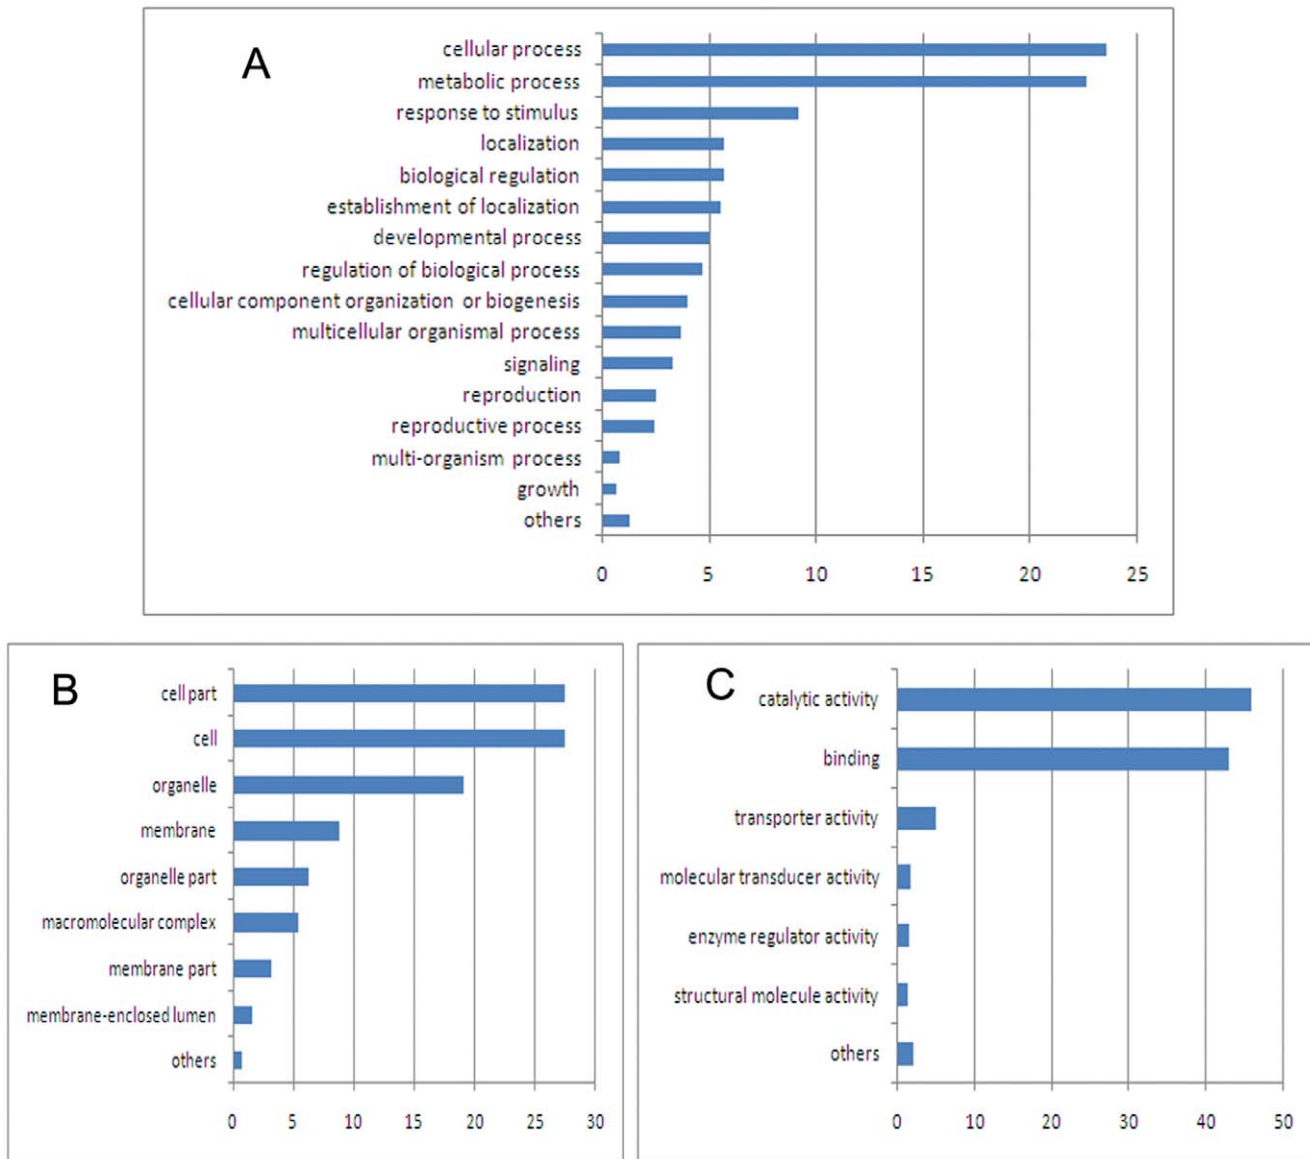 A
cellular process
metabolic process
response to stimulus
localization
biological regulation
establishment of localization
developmental process
regulation of biological process
cellular component organization or biogenesis
multicellular organismal process
signaling
reproduction
reproductive process
multi-organism process
growth
others
0 5 10 15 20 25
B
cell part
cell
organelle
membrane
organelle part
macromolecular complex
membrane part
membrane-enclosed lumen
others
0 5 10 15 20 25 30
C
catalytic activity
binding
transporter activity
molecular transducer activity
enzyme regulator activity
structural molecule activity
others
0 10 20 30 40 50